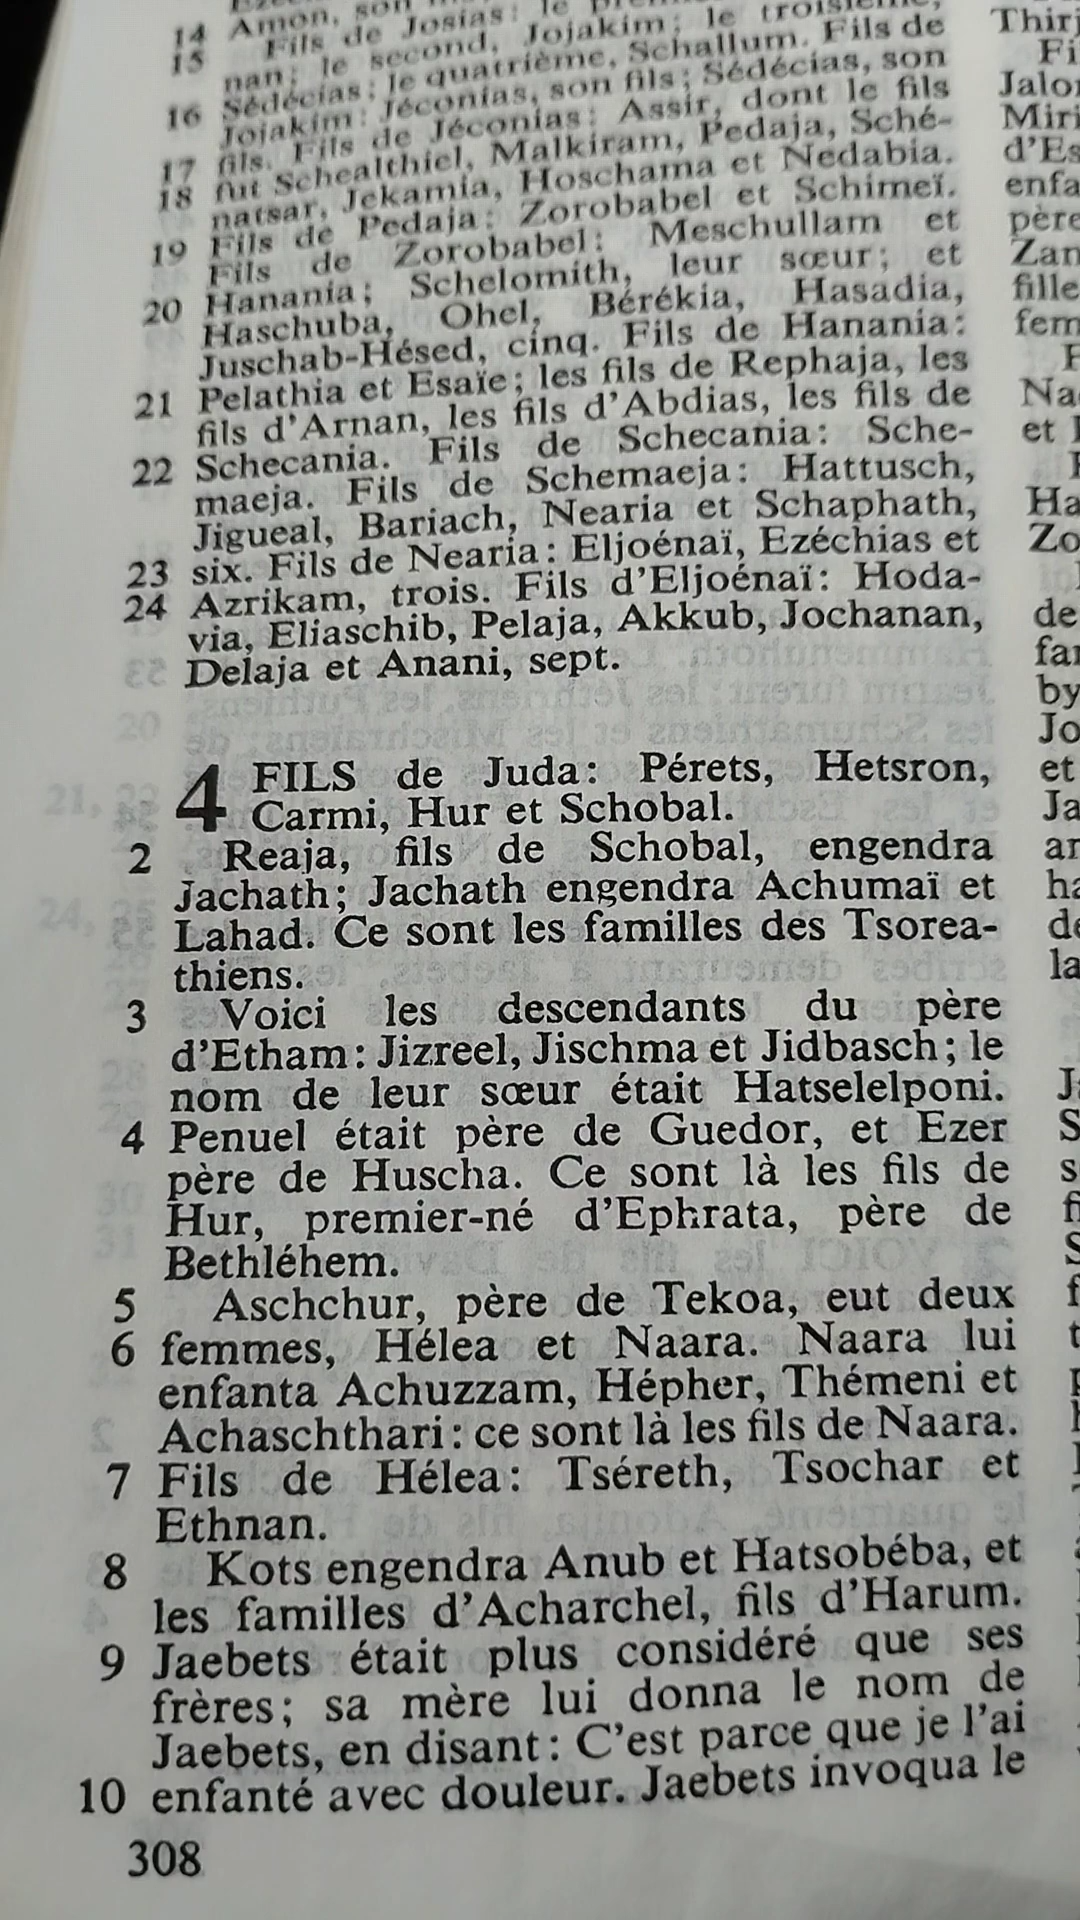 14 Amon, son
15 Fils de Josias: le
nan; le second, Jojakim; le troisième,
Sédécias; le quatrième, Schallum. Fils de
16 Jojakim: Jéconias, son fils; Sédécias, son
fils. Fils de Jéconias: Assir, dont le fils
17 fut Schealthiel, Malkiram, Pedaja, Sché-
18 natsar, Jekamia, Hoschama et Nedabia.
Fils de Pedaja: Zorobabel et Schimeï.
19 Fils de Zorobabel: Meschullam et
Hanania; Schelomith, leur sœur; et
20 Haschuba, Ohel, Bérékia, Hasadia,
Juschab-Hésed, cinq. Fils de Hanania:
21 Pelathia et Esaïe; les fils de Rephaja, les
fils d'Arnan, les fils d'Abdias, les fils de
22 Schecania. Fils de Schecania: Sche-
maeja. Fils de Schemaeja: Hattusch,
Jigueal, Bariach, Nearia et Schaphath,
23 six. Fils de Nearia: Eljoénaï, Ezéchias et
24 Azrikam, trois. Fils d'Eljoénaï: Hoda-
via, Eliaschib, Pelaja, Akkub, Jochanan,
Delaja et Anani, sept.
4 FILS de Juda: Pérets, Hetsron,
Carmi, Hur et Schobal.
2 Reaja, fils de Schobal, engendra
Jachath; Jachath engendra Achumaï et
Lahad. Ce sont les familles des Tsorea-
thiens.
3 Voici les descendants du père
d'Etham: Jizreel, Jischma et Jidbasch; le
nom de leur sœur était Hatselelponi.
4 Penuel était père de Guedor, et Ezer
père de Huscha. Ce sont là les fils de
Hur, premier-né d'Ephrata, père de
Bethléhem.
5 Aschchur, père de Tekoa, eut deux
6 femmes, Hélea et Naara. Naara lui
enfanta Achuzzam, Hépher, Thémeni et
Achaschthari: ce sont là les fils de Naara.
7 Fils de Hélea: Tséreth, Tsochar et
Ethnan.
8 Kots engendra Anub et Hatsobéba, et
les familles d'Acharchel, fils d'Harum.
9 Jaebets était plus considéré que ses
frères; sa mère lui donna le nom de
Jaebets, en disant: C'est parce que je l'ai
10 enfanté avec douleur. Jaebets invoqua le
308